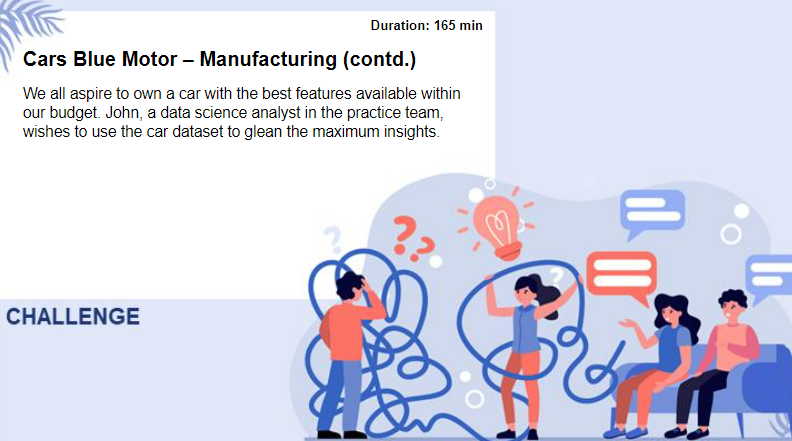 Duration: 165 min
Cars Blue Motor – Manufacturing (contd.)
We all aspire to own a car with the best features available within
our budget. John, a data science analyst in the practice team,
wishes to use the car dataset to glean the maximum insights.
? ? ?
?
CHALLENGE